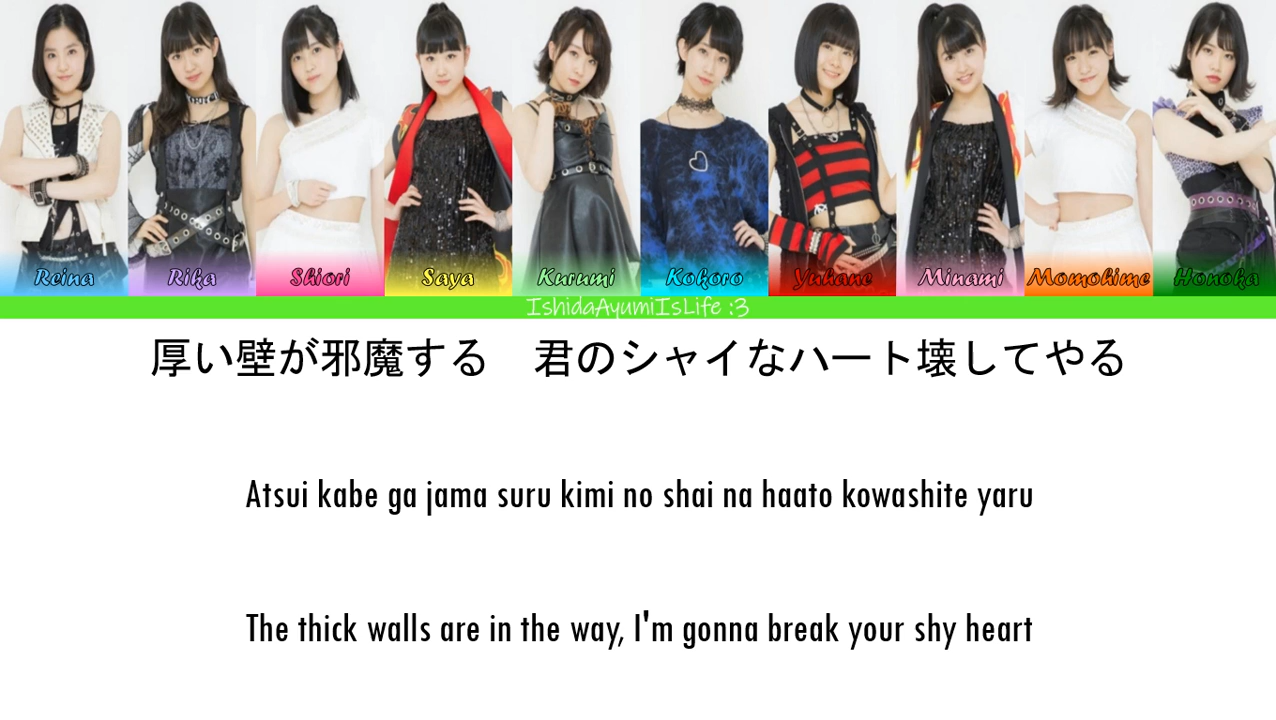 Reina Rika Shiori Saya Kurumi Kokoro Yuhane Minami Momohime Honoka
IshidaAyumiIsLife :3
厚い壁が邪魔する　君のシャイなハート壊してやる
Atsui kabe ga jama suru kimi no shai na haato kowashite yaru
The thick walls are in the way, I'm gonna break your shy heart